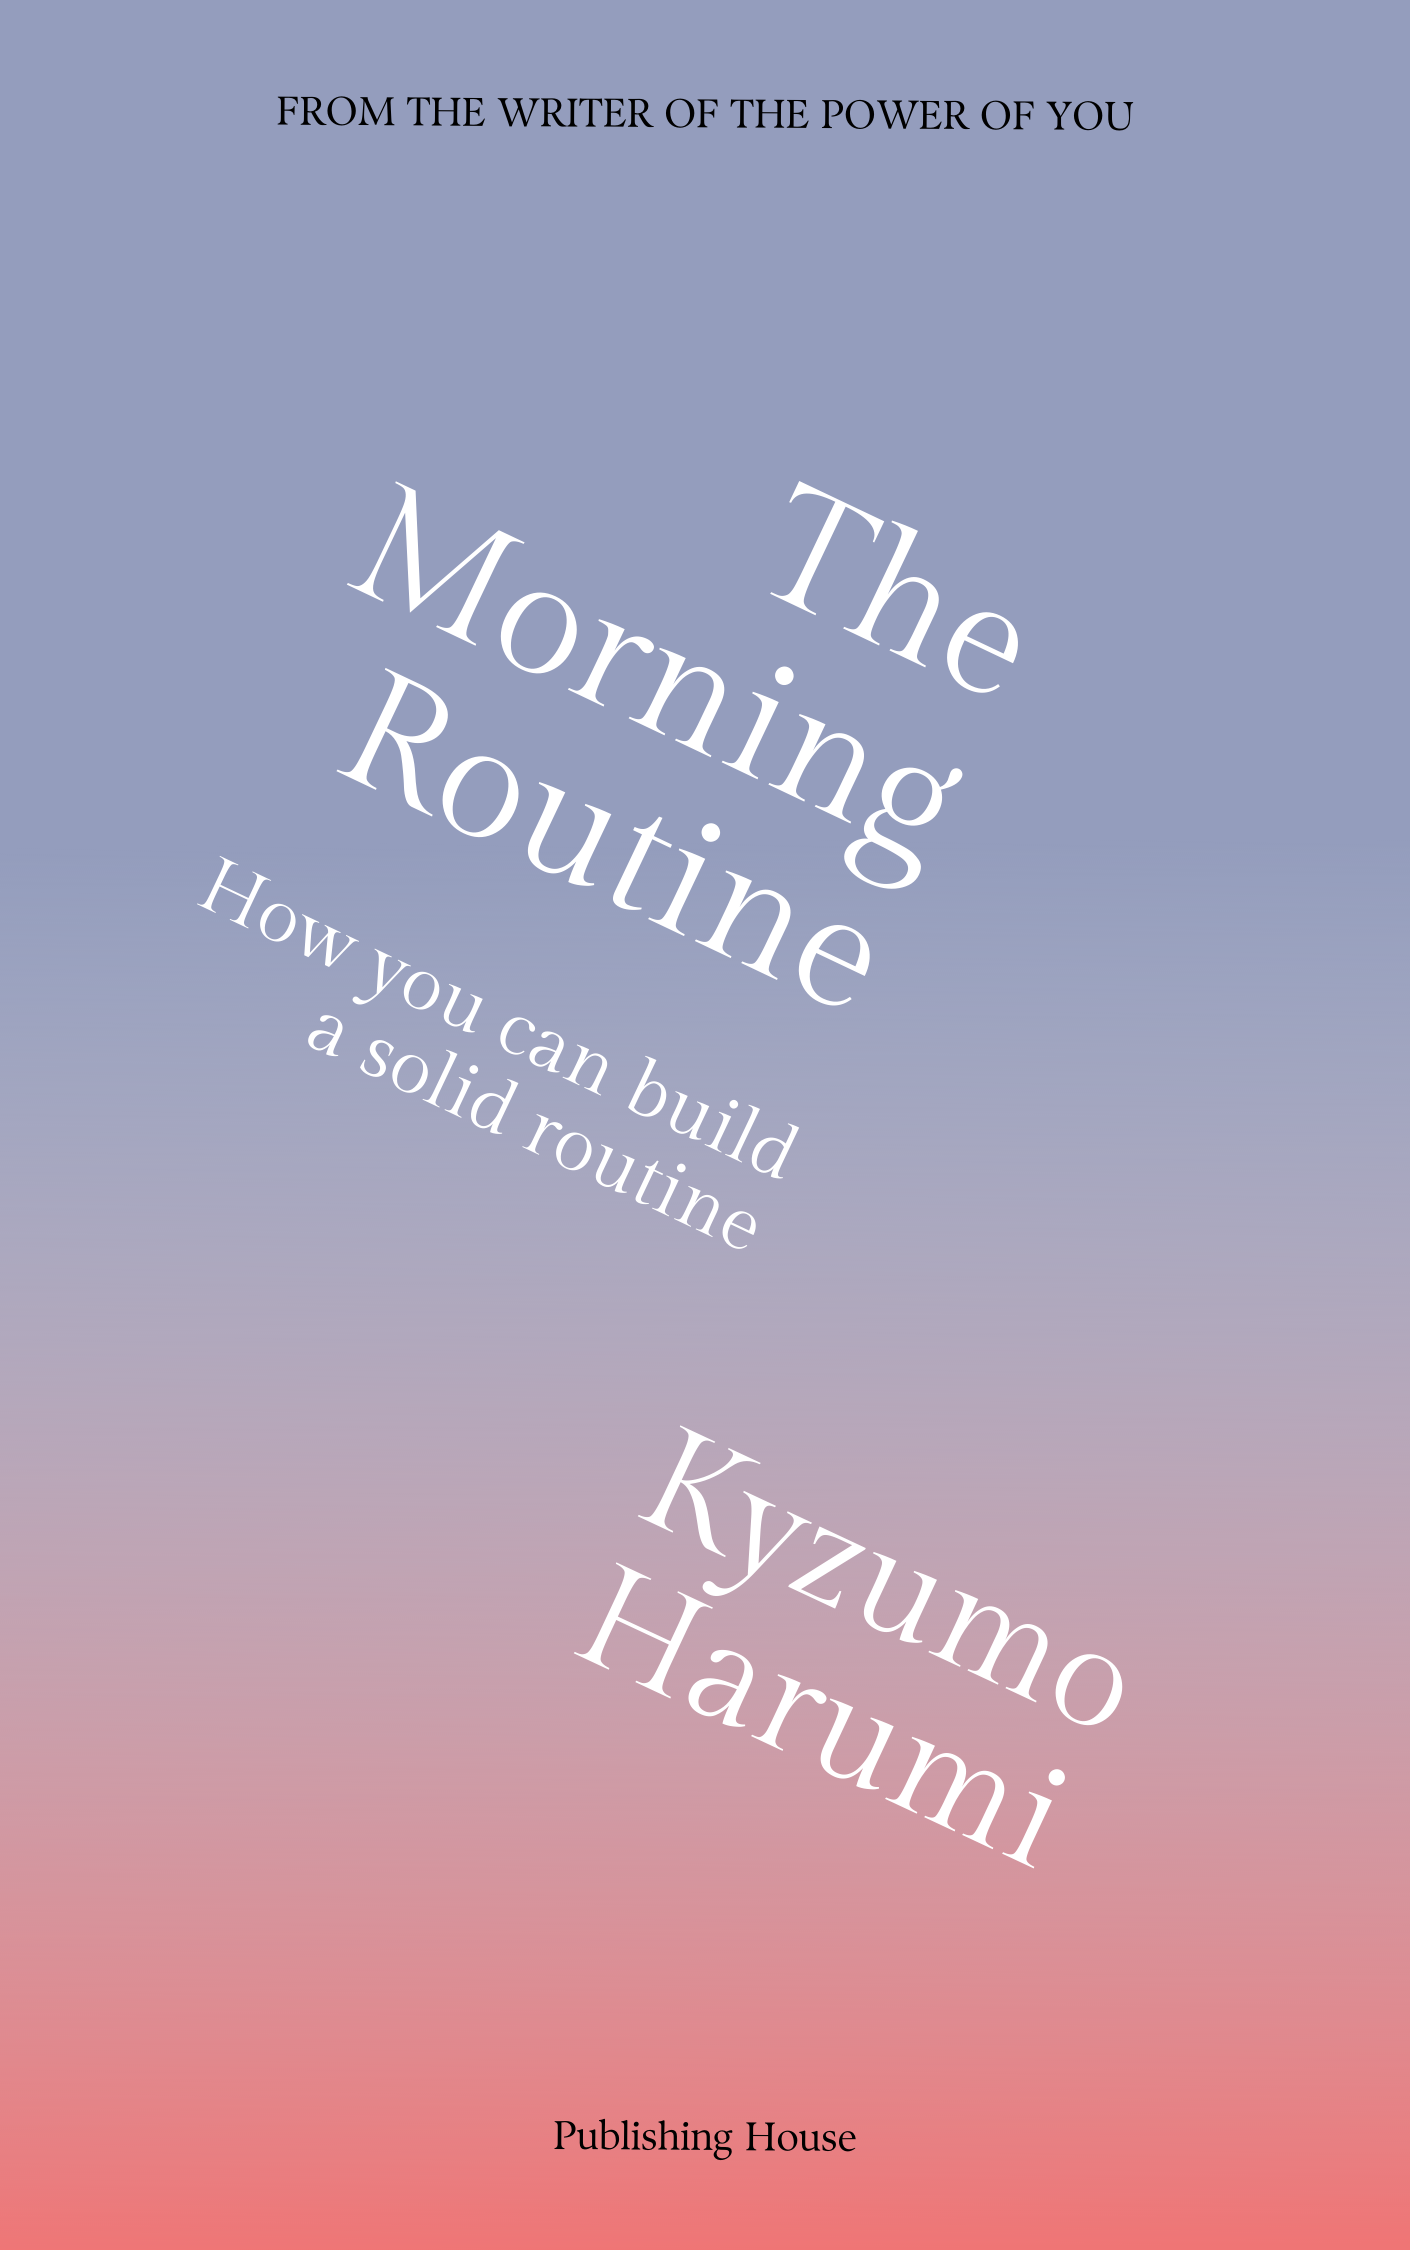 FROM THE WRITER OF THE POWER OF YOU
The
Morning
Routine
How you can build
a solid routine
Kyzumo
Harumi
Publishing House